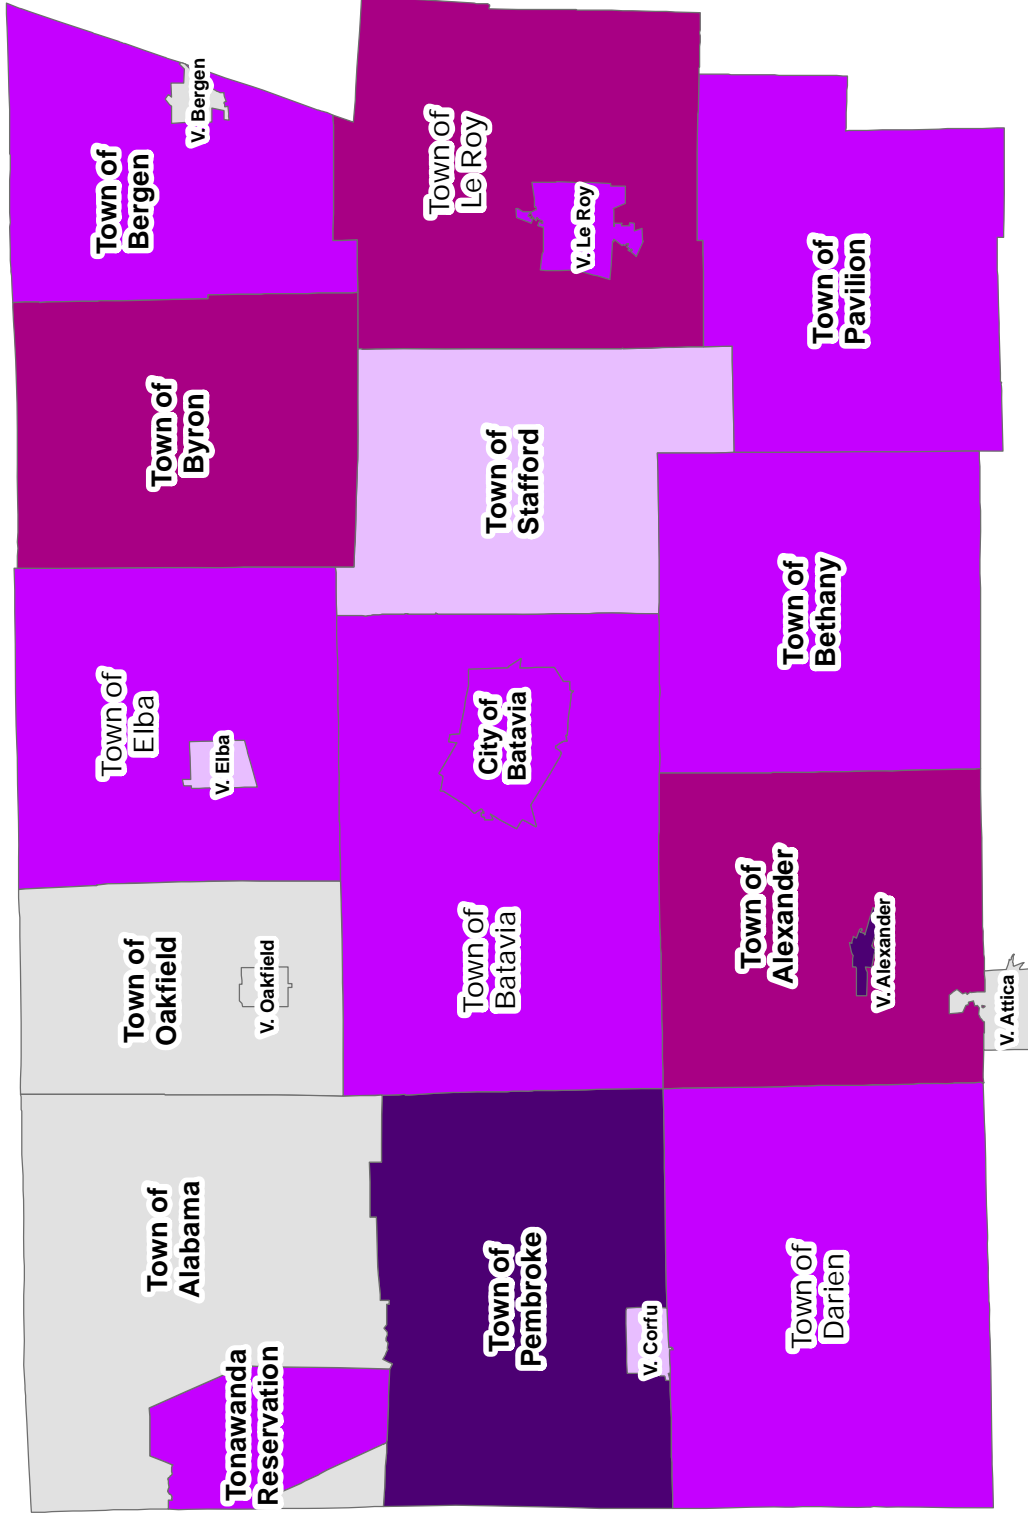 Town of
Alabama
Tonawanda
Reservation
Town of
Oakfield
V. Oakfield
Town of
Elba
V. Elba
Town of
Byron
Town of
Bergen
V. Bergen
Town of
Pembroke
V. Corfu
Town of
Batavia
City of
Batavia
Town of
Stafford
Town of
Le Roy
V. Le Roy
Town of
Darien
Town of
Alexander
V. Alexander
V. Attica
Town of
Bethany
Town of
Pavilion